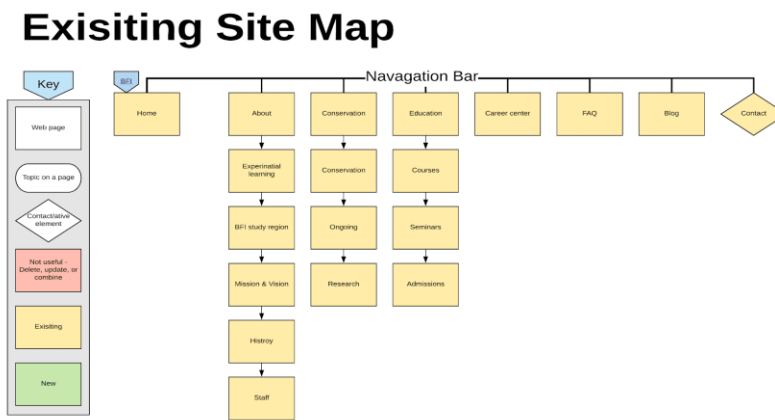 Exisiting Site Map
Key
Web page
Topic on a page
Contact/ative
element
Not useful -
Delete, update, or
combine
Exisiting
New
BFI
Navagation Bar
Home
About
Conservation
Education
Career center
FAQ
Blog
Contact
Experinatial
learning
Conservation
Courses
BFI study region
Ongoing
Seminars
Mission & Vision
Research
Admissions
Histroy
Staff